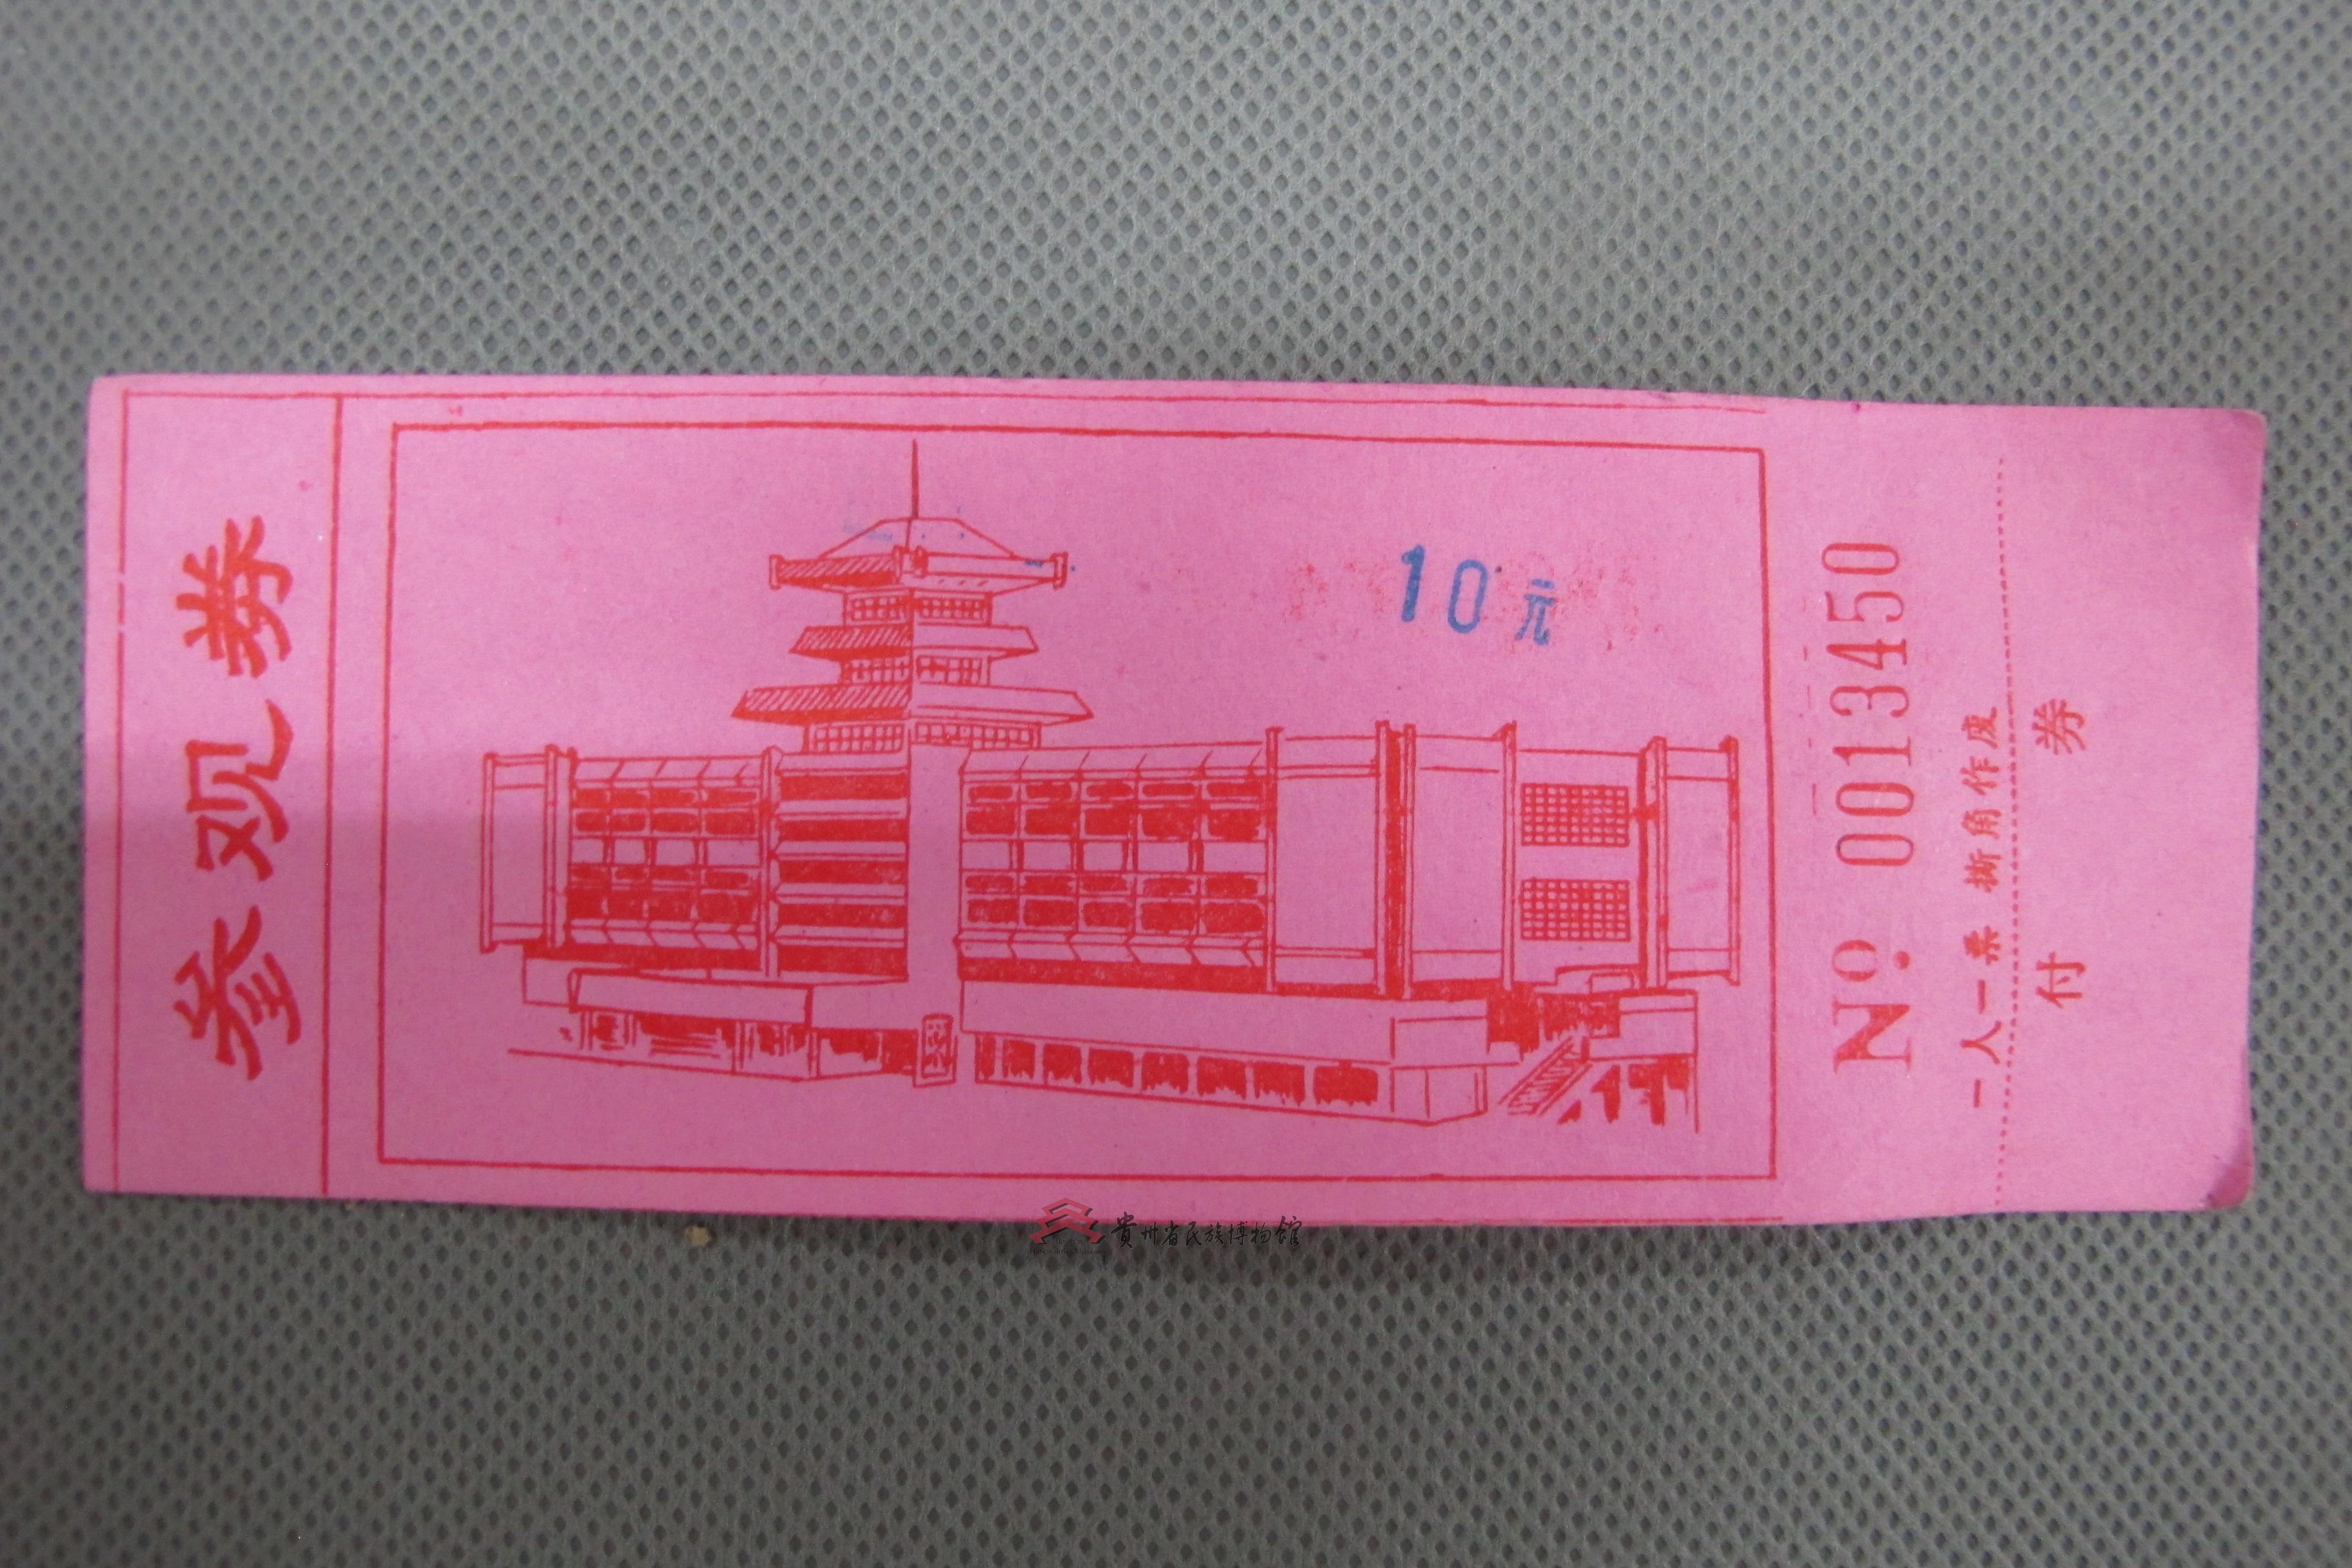 参观券
10元
№ 0013450
一人一票 撕角作废
付 券
贵州省民族博物馆